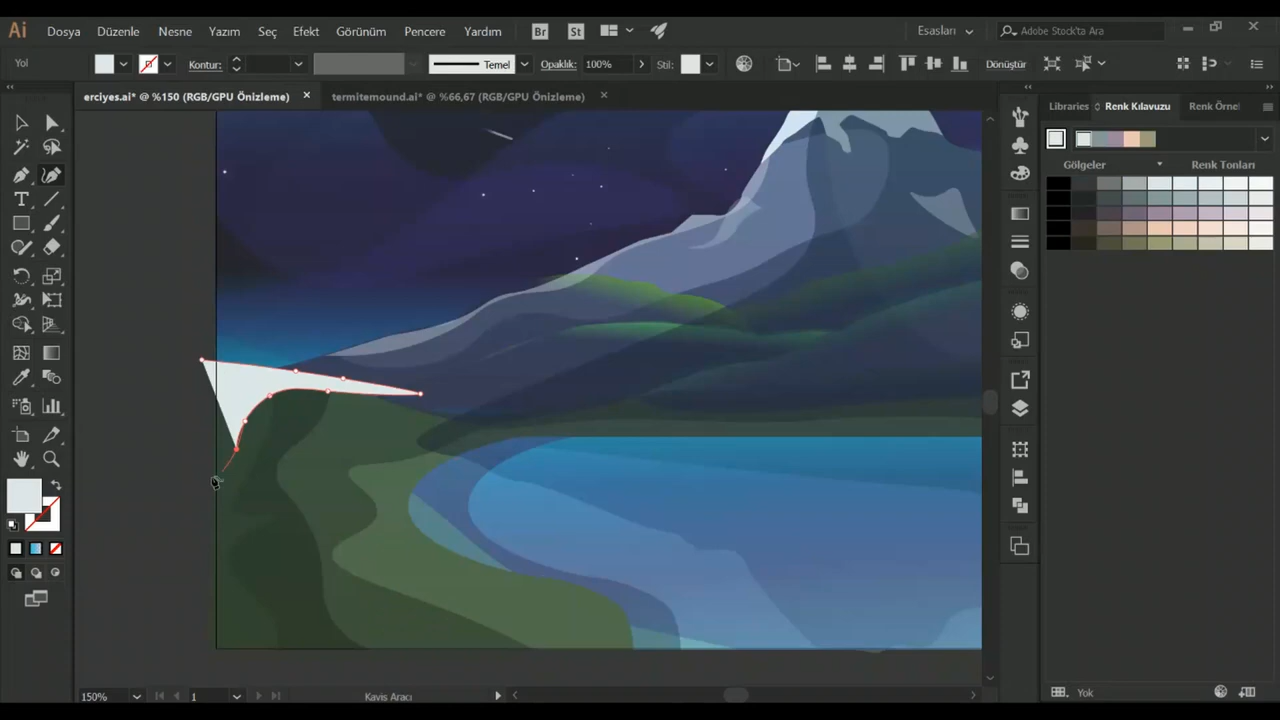 Ai Dosya Düzenle Nesne Yazım Seç Efekt Görünüm Pencere Yardım Br St Esasları Adobe Stock'ta Ara
Yol Kontur: Temel Opaklık: 100% Stil: Dönüştür
erciyes.ai* @ %150 (RGB/GPU Önizleme) × termitemound.ai* @ %66,67 (RGB/GPU Önizleme) ×
Libraries Renk Kılavuzu Renk Örnel
Gölgeler Renk Tonları
150% 1 Kavis Aracı
Yok